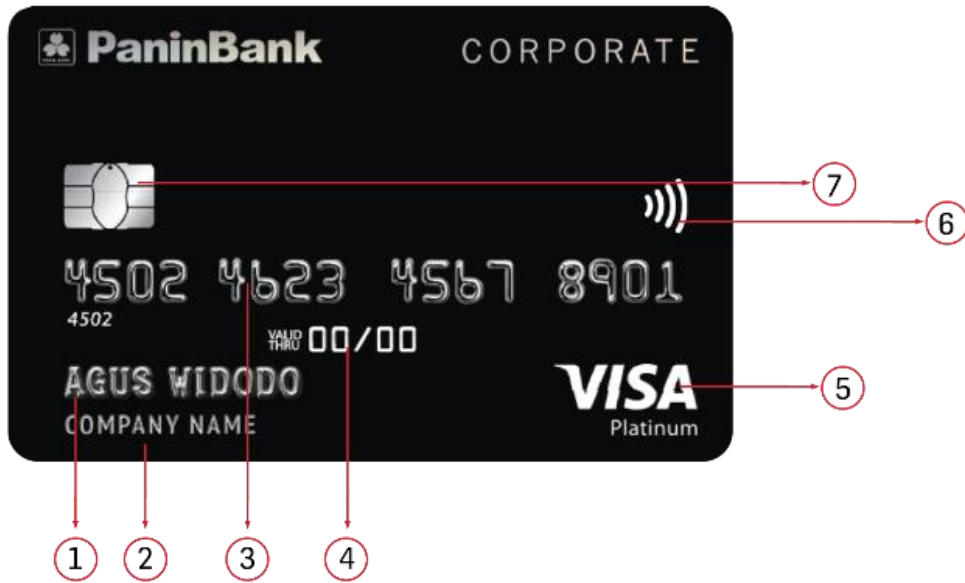 PaninBank
CORPORATE
7
6
4502 4623 4567 8901
4502
VALID THRU 00/00
AGUS WIDODO
VISA
5
COMPANY NAME
Platinum
1 2 3 4